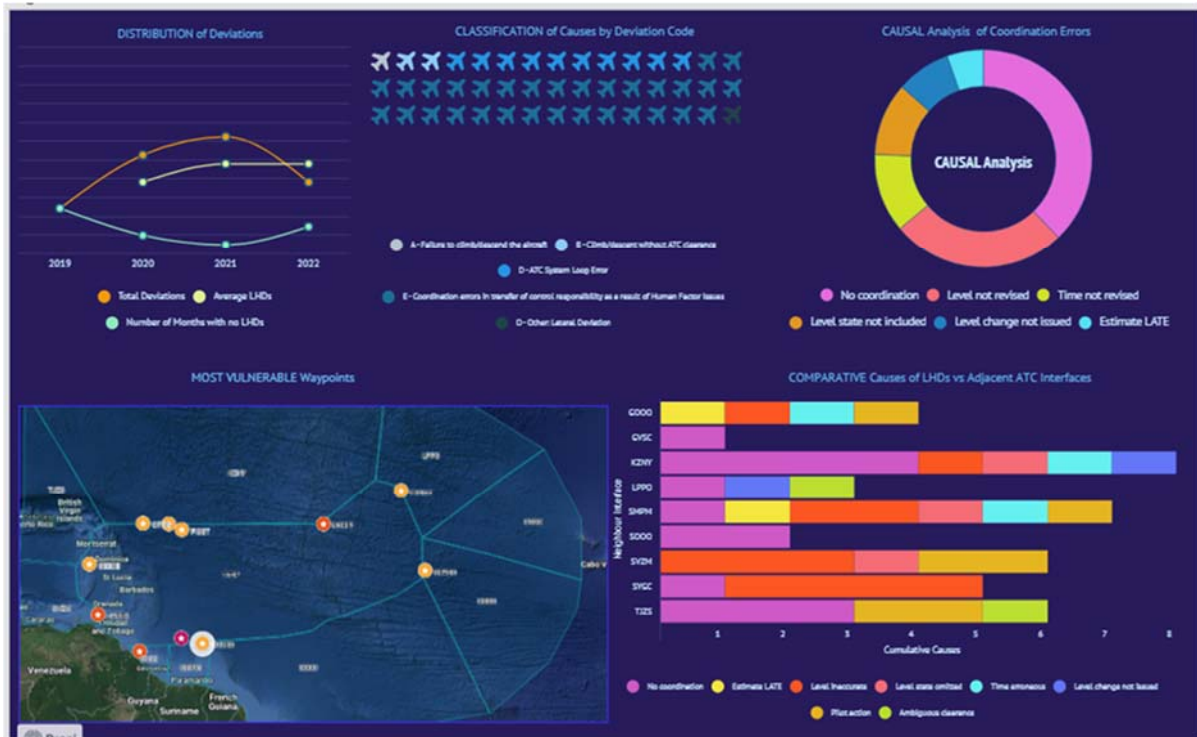 DISTRIBUTION of Deviations
2019 2020 2021 2022
Total Deviations Average LHDs
Number of Months with no LHDs
CLASSIFICATION of Causes by Deviation Code
A - Failure to climb/descend the aircraft B - Climb/descent without ATC clearance
D - ATC System Loop Error
E - Coordination errors in transfer of control responsibility as a result of Human Factor Issues
O - Other: Lateral Deviation
CAUSAL Analysis of Coordination Errors
CAUSAL Analysis
No coordination Level not revised Time not revised
Level state not included Level change not issued Estimate LATE
MOST VULNERABLE Waypoints
LPPO
British
Virgin
Islands
Montserrat
St Lucia
Barbados
Grenada
and Tobago
Caracas
Cabo V
Venezuela
Guyana
Paramaribo
Suriname
French
Guiana
Prezi
COMPARATIVE Causes of LHDs vs Adjacent ATC Interfaces
Neighbour Interface
GOOO
GVSC
KZNY
LPPO
SMPM
SOOO
SVZM
SYGC
TJZS
1 2 3 4 5 6 7 8
Cumulative Causes
No coordination Estimate LATE Level Inaccurate Level state omitted Time erroneous Level change not Issued
Pilot action Ambiguous clearance